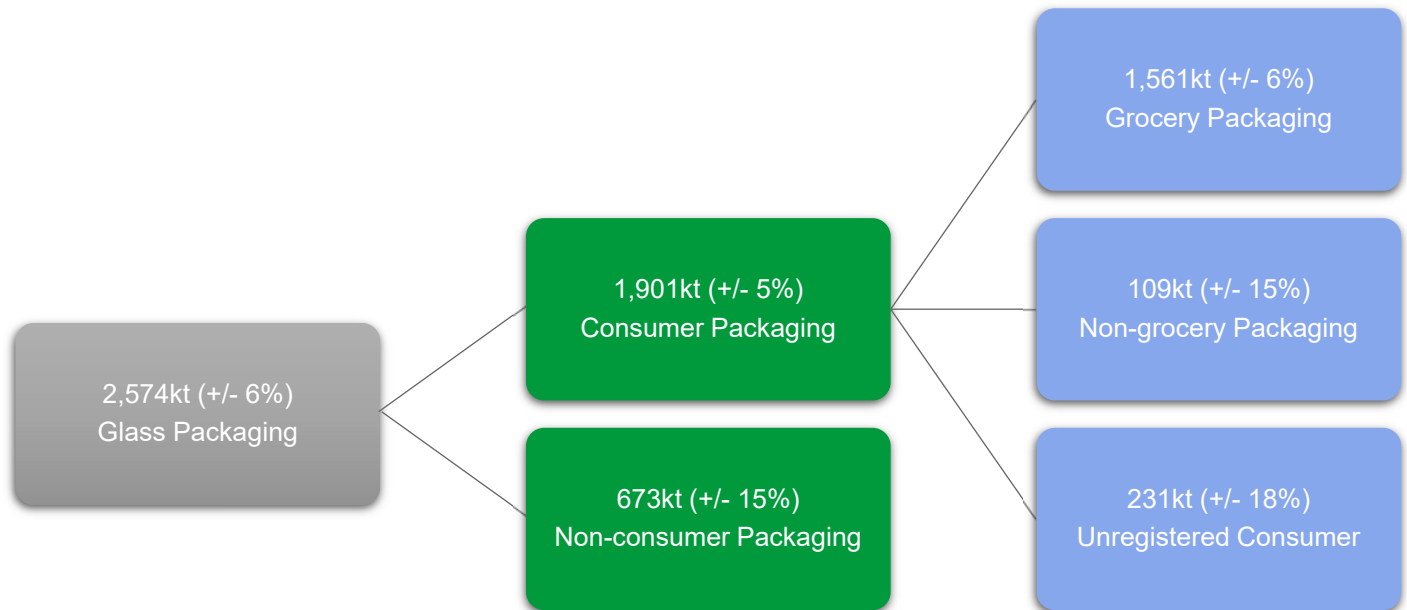 2,574kt (+/- 6%)
Glass Packaging
1,901kt (+/- 5%)
Consumer Packaging
673kt (+/- 15%)
Non-consumer Packaging
1,561kt (+/- 6%)
Grocery Packaging
109kt (+/- 15%)
Non-grocery Packaging
231kt (+/- 18%)
Unregistered Consumer